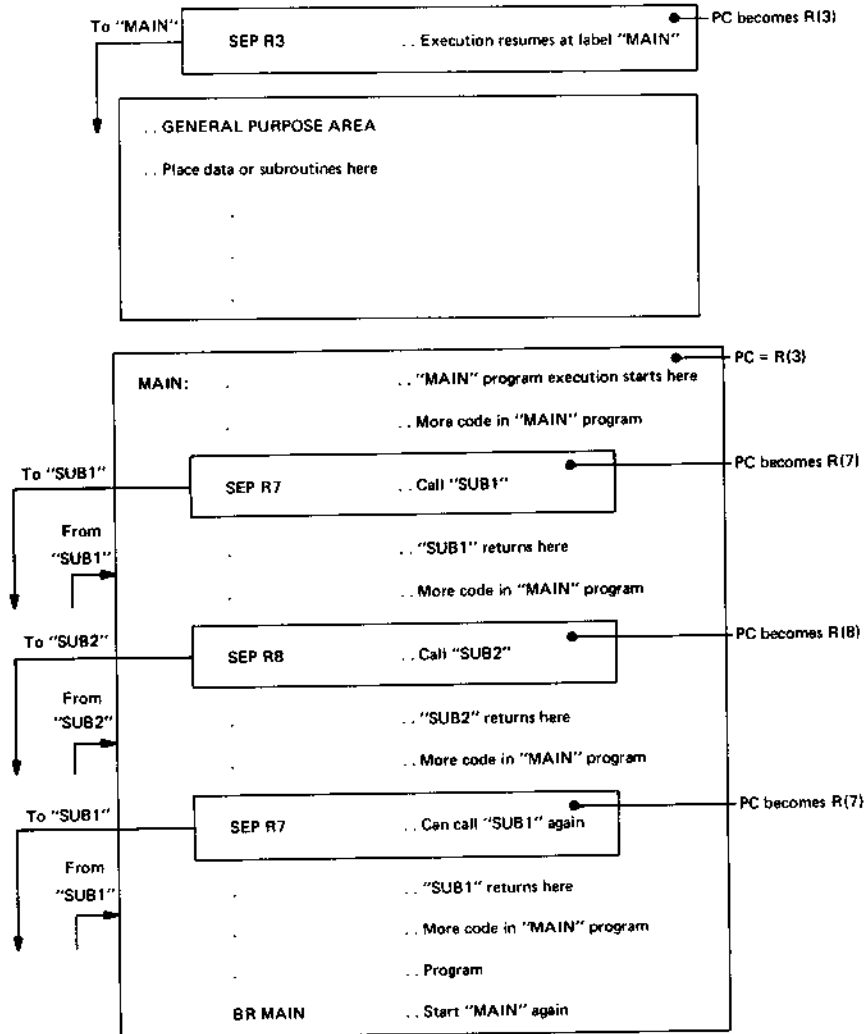 To "MAIN"
SEP R3 .. Execution resumes at label "MAIN"
PC becomes R(3)
.. GENERAL PURPOSE AREA
.. Place data or subroutines here
.
.
.
PC = R(3)
MAIN: . .. "MAIN" program execution starts here
. .. More code in "MAIN" program
To "SUB1"
SEP R7 .. Call "SUB1"
PC becomes R(7)
From
"SUB1"
. .. "SUB1" returns here
. .. More code in "MAIN" program
To "SUB2"
SEP R8 .. Call "SUB2"
PC becomes R(8)
From
"SUB2"
. .. "SUB2" returns here
. .. More code in "MAIN" program
To "SUB1"
SEP R7 .. Can call "SUB1" again
PC becomes R(7)
From
"SUB1"
. .. "SUB1" returns here
. .. More code in "MAIN" program
. .. Program
BR MAIN .. Start "MAIN" again